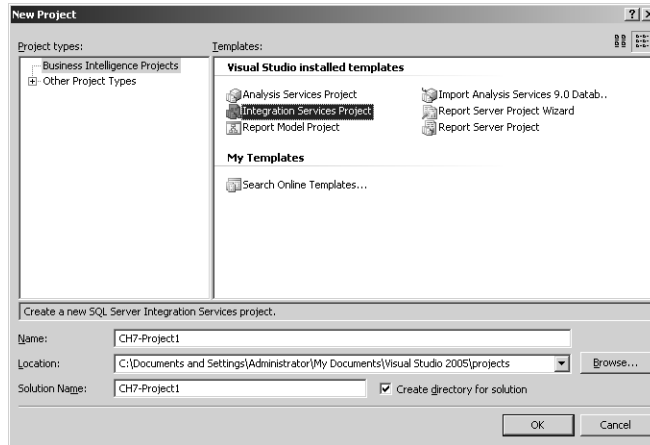 New Project
Project types:
Templates:
Business Intelligence Projects
Other Project Types
Visual Studio installed templates
Analysis Services Project
Import Analysis Services 9.0 Datab..
Integration Services Project
Report Server Project Wizard
Report Model Project
Report Server Project
My Templates
Search Online Templates...
Create a new SQL Server Integration Services project.
Name:
CH7-Project1
Location:
C:\Documents and Settings\Administrator\My Documents\Visual Studio 2005\projects
Browse...
Solution Name:
CH7-Project1
Create directory for solution
OK
Cancel